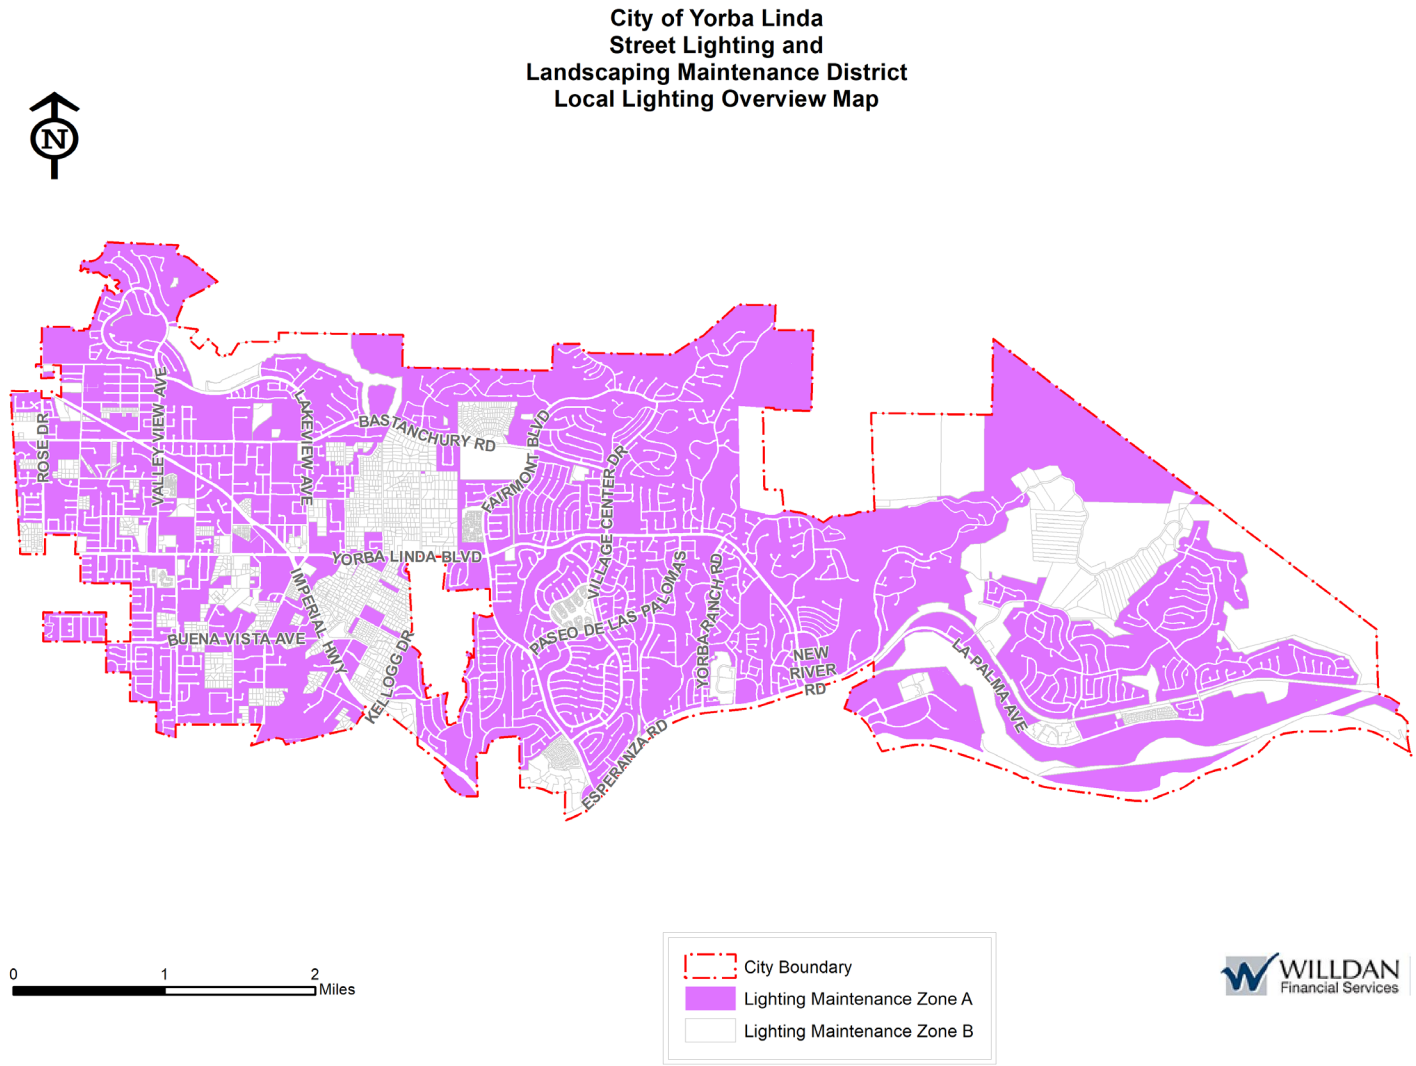 City of Yorba Linda
Street Lighting and
Landscaping Maintenance District
Local Lighting Overview Map
N
ROSE DR
VALLEY VIEW AVE
LAKEVIEW AVE
BASTANCHURY RD
FAIRMONT BLVD
VILLAGE CENTER DR
YORBA LINDA BLVD
IMPERIAL HWY
BUENA VISTA AVE
KELLOGG DR
PASEO DE LAS PALOMAS
YORBA RANCH RD
NEW
RIVER
RD
LA PALMA AVE
ESPERANZA RD
0 1 2
Miles
City Boundary
Lighting Maintenance Zone A
Lighting Maintenance Zone B
WILLDAN
Financial Services